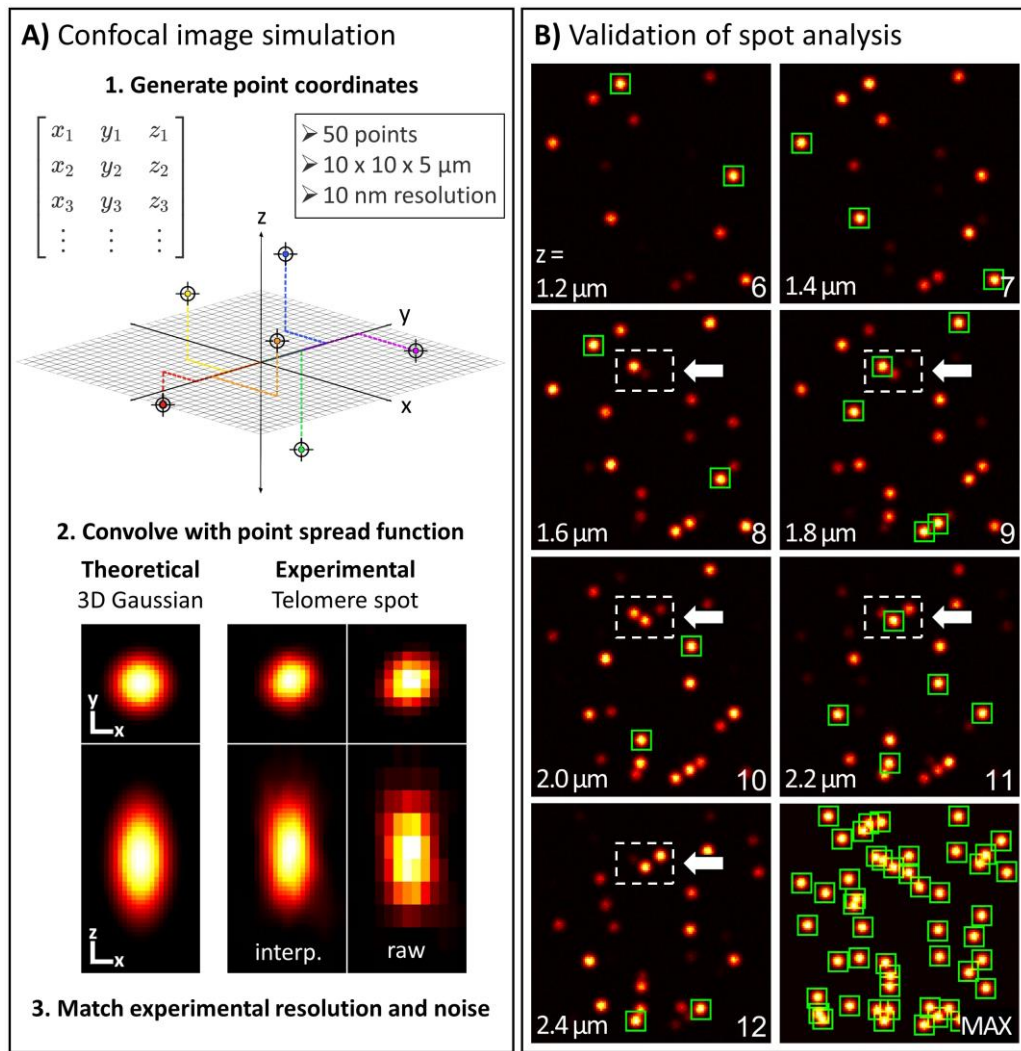 A) Confocal image simulation
1. Generate point coordinates
x₁ y₁ z₁
x₂ y₂ z₂
x₃ y₃ z₃
⋮ ⋮ ⋮
➢ 50 points
➢ 10 x 10 x 5 µm
➢ 10 nm resolution
z
y
x
2. Convolve with point spread function
Theoretical
3D Gaussian
Experimental
Telomere spot
y
x
z
x
interp.
raw
3. Match experimental resolution and noise
B) Validation of spot analysis
z =
1.2 µm
6
1.4 µm
7
1.6 µm
8
1.8 µm
9
2.0 µm
10
2.2 µm
11
2.4 µm
12
MAX